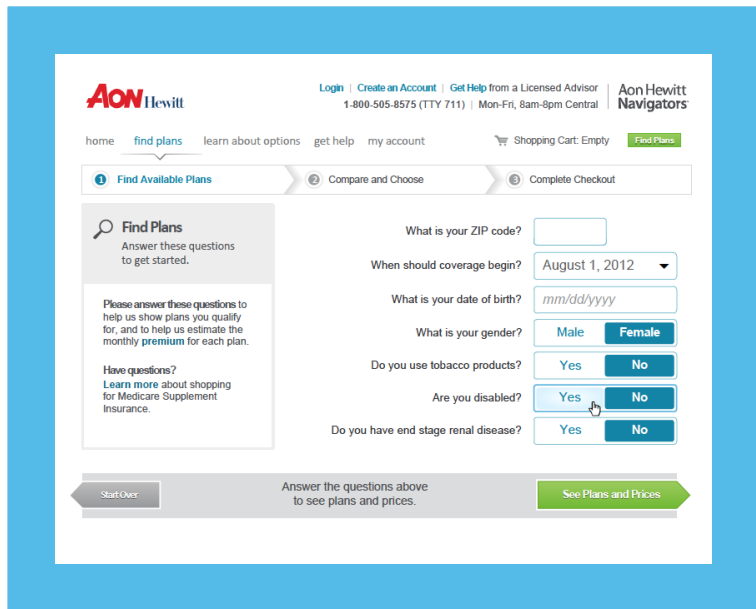 AON Hewitt
Login | Create an Account | Get Help from a Licensed Advisor
1-800-505-8575 (TTY 711) | Mon-Fri, 8am-8pm Central
Aon Hewitt
Navigators
home find plans learn about options get help my account
Shopping Cart: Empty
Find Plans
1 Find Available Plans
2 Compare and Choose
3 Complete Checkout
Find Plans
Answer these questions
to get started.
Please answer these questions to
help us show plans you qualify
for, and to help us estimate the
monthly premium for each plan.
Have questions?
Learn more about shopping
for Medicare Supplement
Insurance.
What is your ZIP code?
When should coverage begin? August 1, 2012
What is your date of birth? mm/dd/yyyy
What is your gender? Male Female
Do you use tobacco products? Yes No
Are you disabled? Yes No
Do you have end stage renal disease? Yes No
Start Over
Answer the questions above
to see plans and prices.
See Plans and Prices